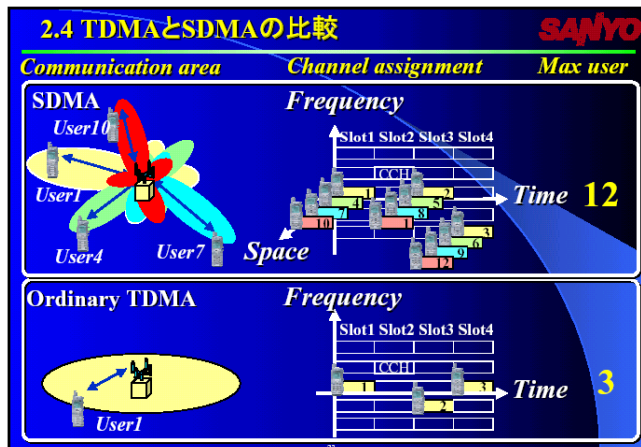 2.4 TDMAとSDMAの比較
SANYO
Communication area Channel assignment Max user
SDMA
User10
User1
User4
User7
Frequency
Slot1 Slot2 Slot3 Slot4
CCH
1 2
4 5
7 8
10 1
3
6
9
12
Time
Space
12
Ordinary TDMA
User1
Frequency
Slot1 Slot2 Slot3 Slot4
CCH
1 3
2
Time
3